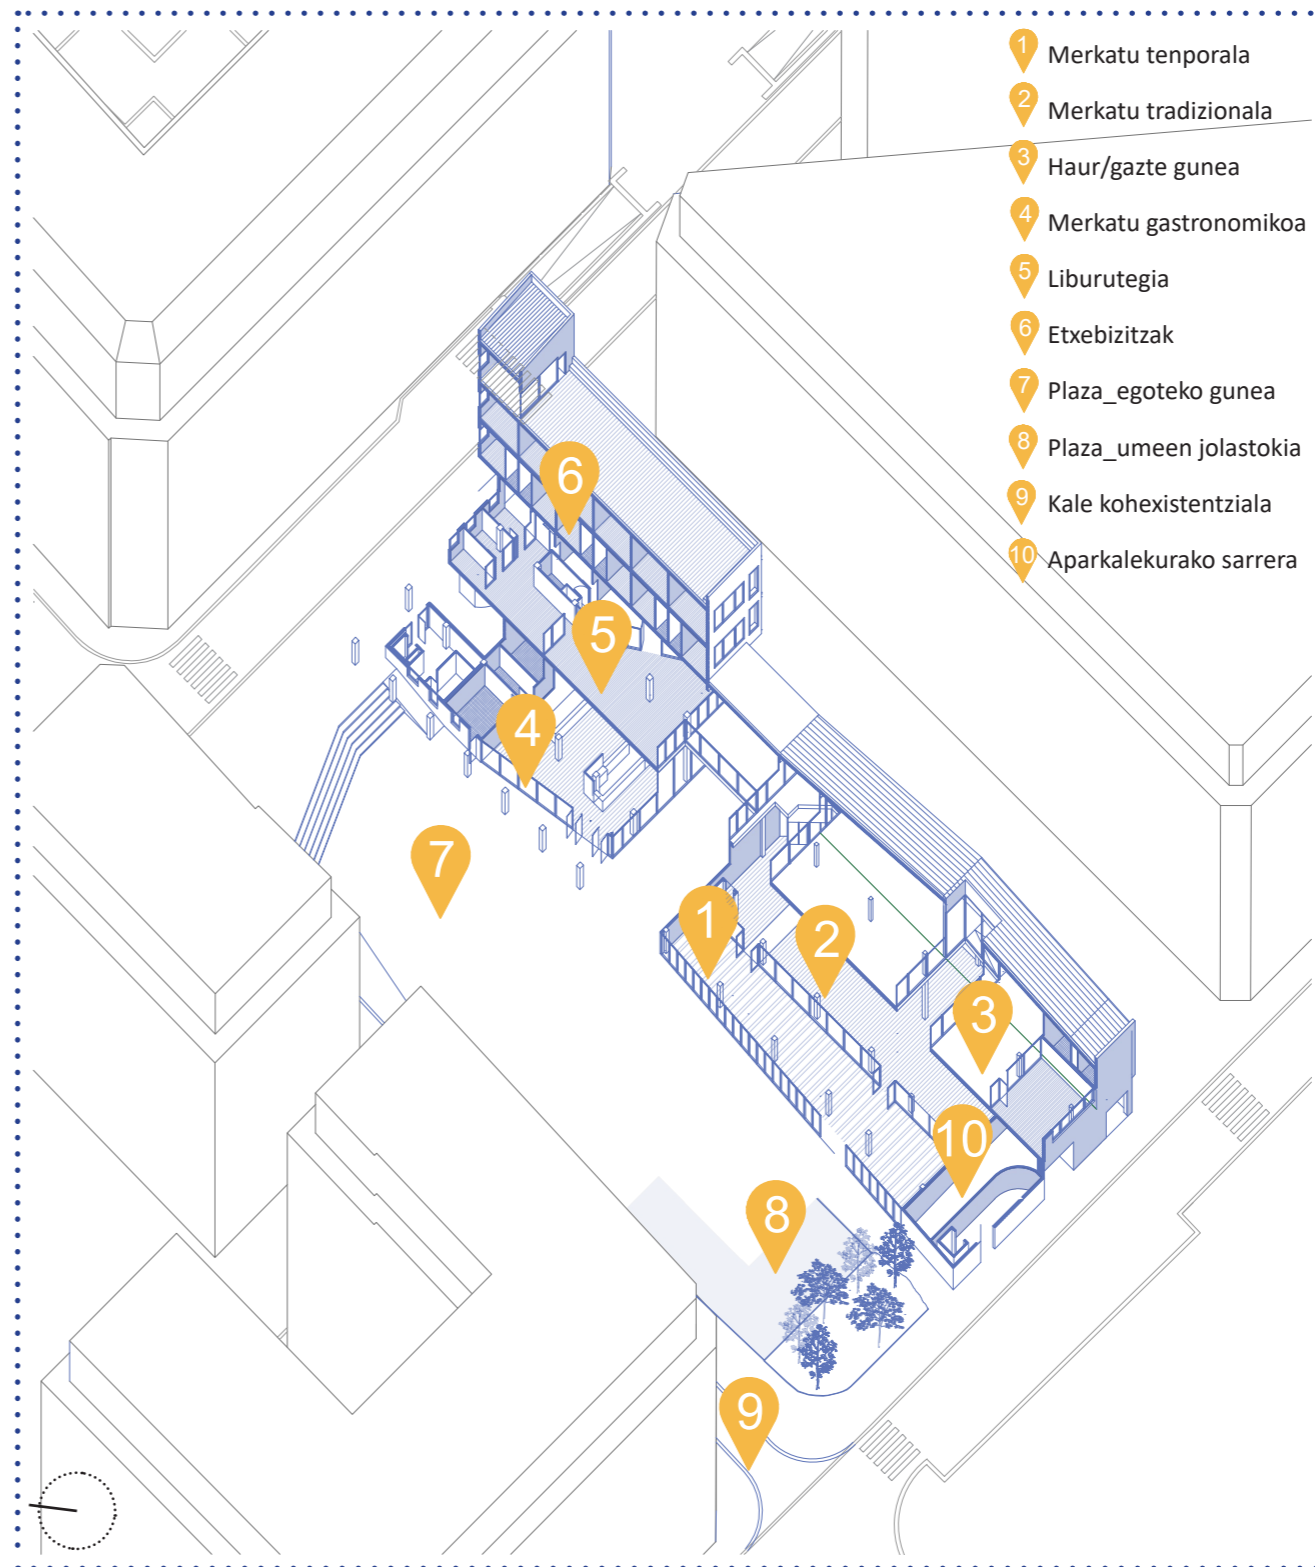 1 Merkatu tenporala
2 Merkatu tradizionala
3 Haur/gazte gunea
4 Merkatu gastronomikoa
5 Liburutegia
6 Etxebizitzak
7 Plaza_egoteko gunea
8 Plaza_umeen jolastokia
9 Kale kohexistentziala
10 Aparkalekurako sarrera
6
5
4
7
1
2
3
10
8
9